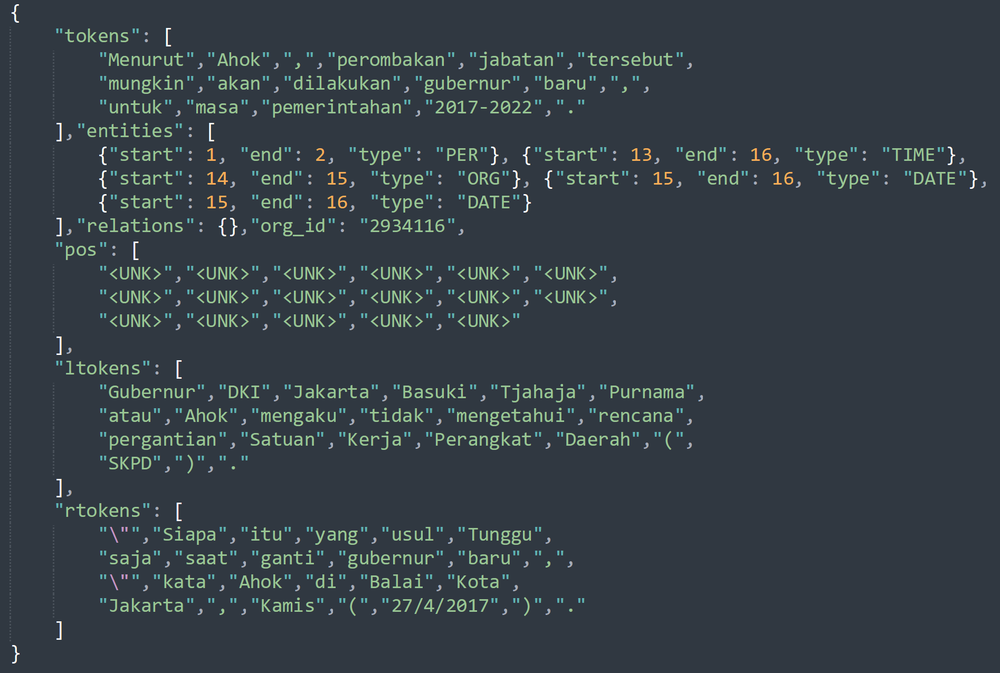 {
    "tokens": [
        "Menurut","Ahok",",","perombakan","jabatan","tersebut",
        "mungkin","akan","dilakukan","gubernur","baru",",",
        "untuk","masa","pemerintahan","2017-2022","."
    ],"entities": [
        {"start": 1, "end": 2, "type": "PER"}, {"start": 13, "end": 16, "type": "TIME"},
        {"start": 14, "end": 15, "type": "ORG"}, {"start": 15, "end": 16, "type": "DATE"},
        {"start": 15, "end": 16, "type": "DATE"}
    ],"relations": {},"org_id": "2934116",
    "pos": [
        "<UNK>","<UNK>","<UNK>","<UNK>","<UNK>","<UNK>",
        "<UNK>","<UNK>","<UNK>","<UNK>","<UNK>","<UNK>",
        "<UNK>","<UNK>","<UNK>","<UNK>","<UNK>"
    ],
    "ltokens": [
        "Gubernur","DKI","Jakarta","Basuki","Tjahaja","Purnama",
        "atau","Ahok","mengaku","tidak","mengetahui","rencana",
        "pergantian","Satuan","Kerja","Perangkat","Daerah","(",
        "SKPD",")","."
    ],
    "rtokens": [
        "\"","Siapa","itu","yang","usul","Tunggu",
        "saja","saat","ganti","gubernur","baru",",",
        "\"","kata","Ahok","di","Balai","Kota",
        "Jakarta",",","Kamis","(","27/4/2017",")","."
    ]
}